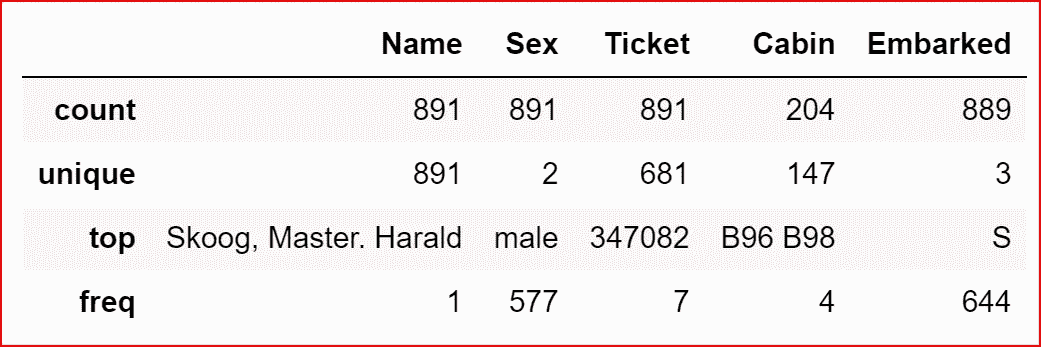 Name Sex Ticket Cabin Embarked
count 891 891 891 204 889
unique 891 2 681 147 3
top Skoog, Master. Harald male 347082 B96 B98 S
freq 1 577 7 4 644